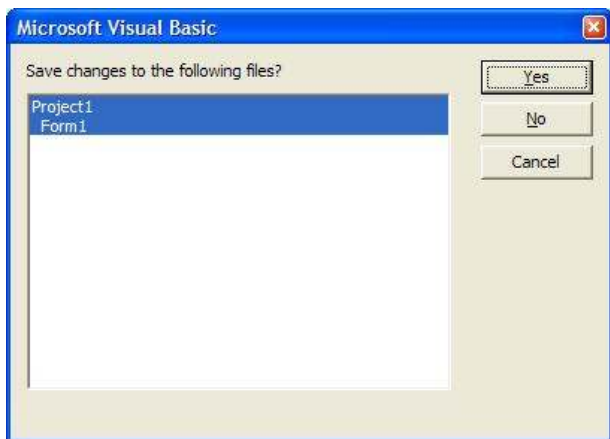 Microsoft Visual Basic
Save changes to the following files?
Project1
Form1
Yes
No
Cancel